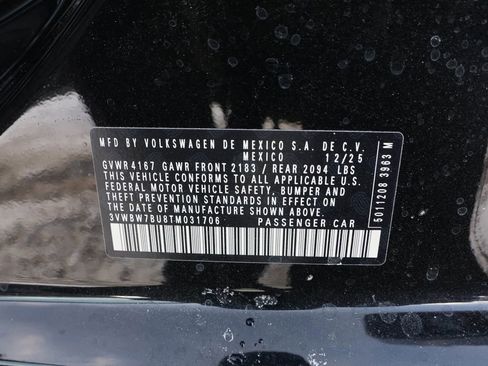 MFD BY VOLKSWAGEN DE MEXICO S.A. DE C.V.
MEXICO 12/25
GVWR 4167 GAWR FRONT 2183 / REAR 2094 LBS
THIS VEHICLE CONFORMS TO ALL APPLICABLE
FEDERAL MOTOR VEHICLE SAFETY, BUMPER AND
THEFT PREVENTION STANDARDS IN EFFECT ON
THE DATE OF MANUFACTURE SHOWN ABOVE.
3VWBW7BU8TM031706 PASSENGER CAR
E011208 3963 M